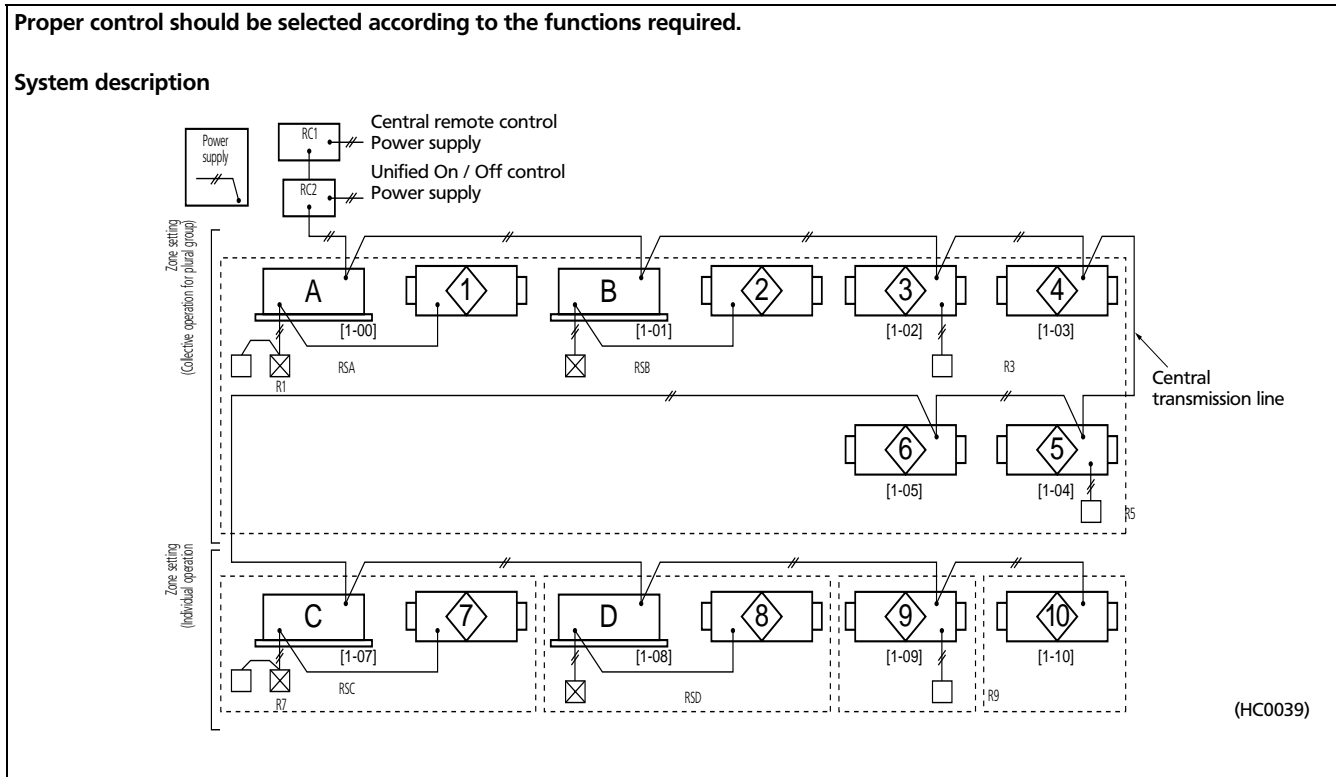 Proper control should be selected according to the functions required.
System description
Power
supply
RC1
Central remote control
Power supply
RC2
Unified On / Off control
Power supply
Zone setting
(Collective operation for plural group)
A
1
B
2
3
4
[1-00]
[1-01]
[1-02]
[1-03]
R1
RSA
RSB
R3
Central
transmission line
6
5
[1-05]
[1-04]
R5
Zone setting
(Individual operation
C
7
D
8
9
10
[1-07]
[1-08]
[1-09]
[1-10]
R7
RSC
RSD
R9
(HC0039)